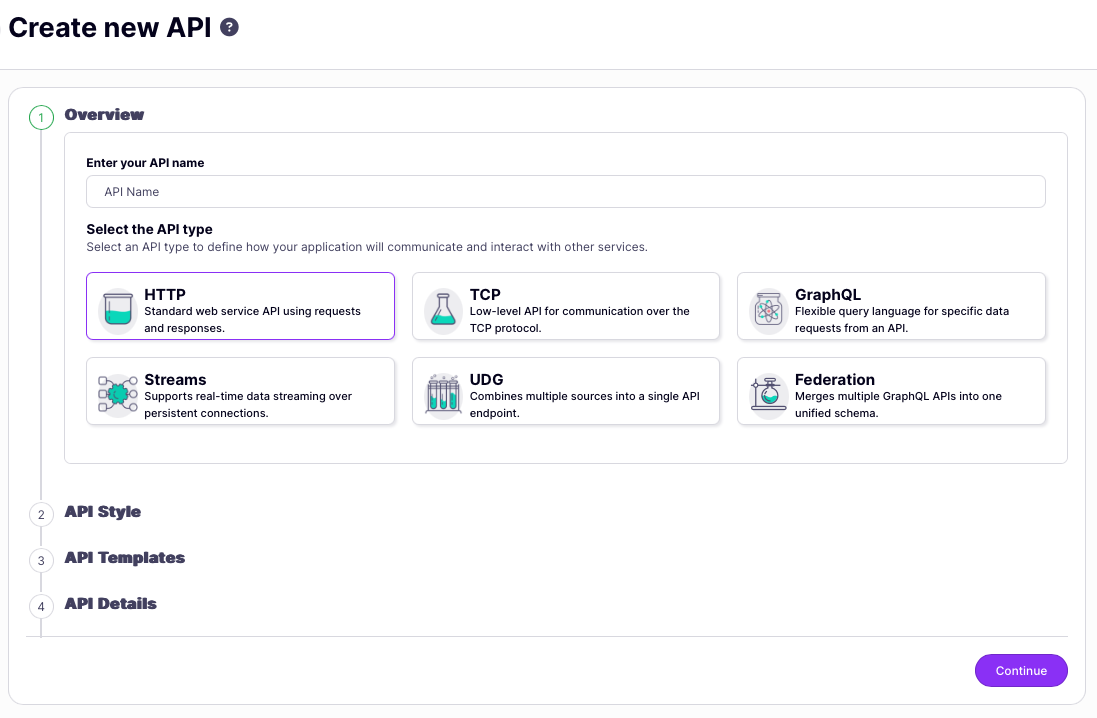 Create new API ?
1 Overview
Enter your API name
API Name
Select the API type
Select an API type to define how your application will communicate and interact with other services.
HTTP
Standard web service API using requests
and responses.
TCP
Low-level API for communication over the
TCP protocol.
GraphQL
Flexible query language for specific data
requests from an API.
Streams
Supports real-time data streaming over
persistent connections.
UDG
Combines multiple sources into a single API
endpoint.
Federation
Merges multiple GraphQL APIs into one
unified schema.
2 API Style
3 API Templates
4 API Details
Continue